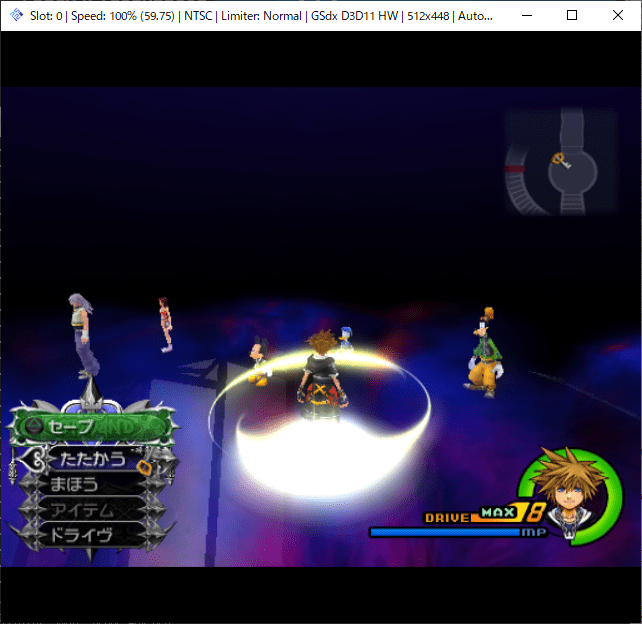 Slot: 0 | Speed: 100% (59.75) | NTSC | Limiter: Normal | GSdx D3D11 HW | 512x448 | Auto...
セーブ
たたかう
まほう
アイテム
ドライヴ
DRIVE MAX 8
MP